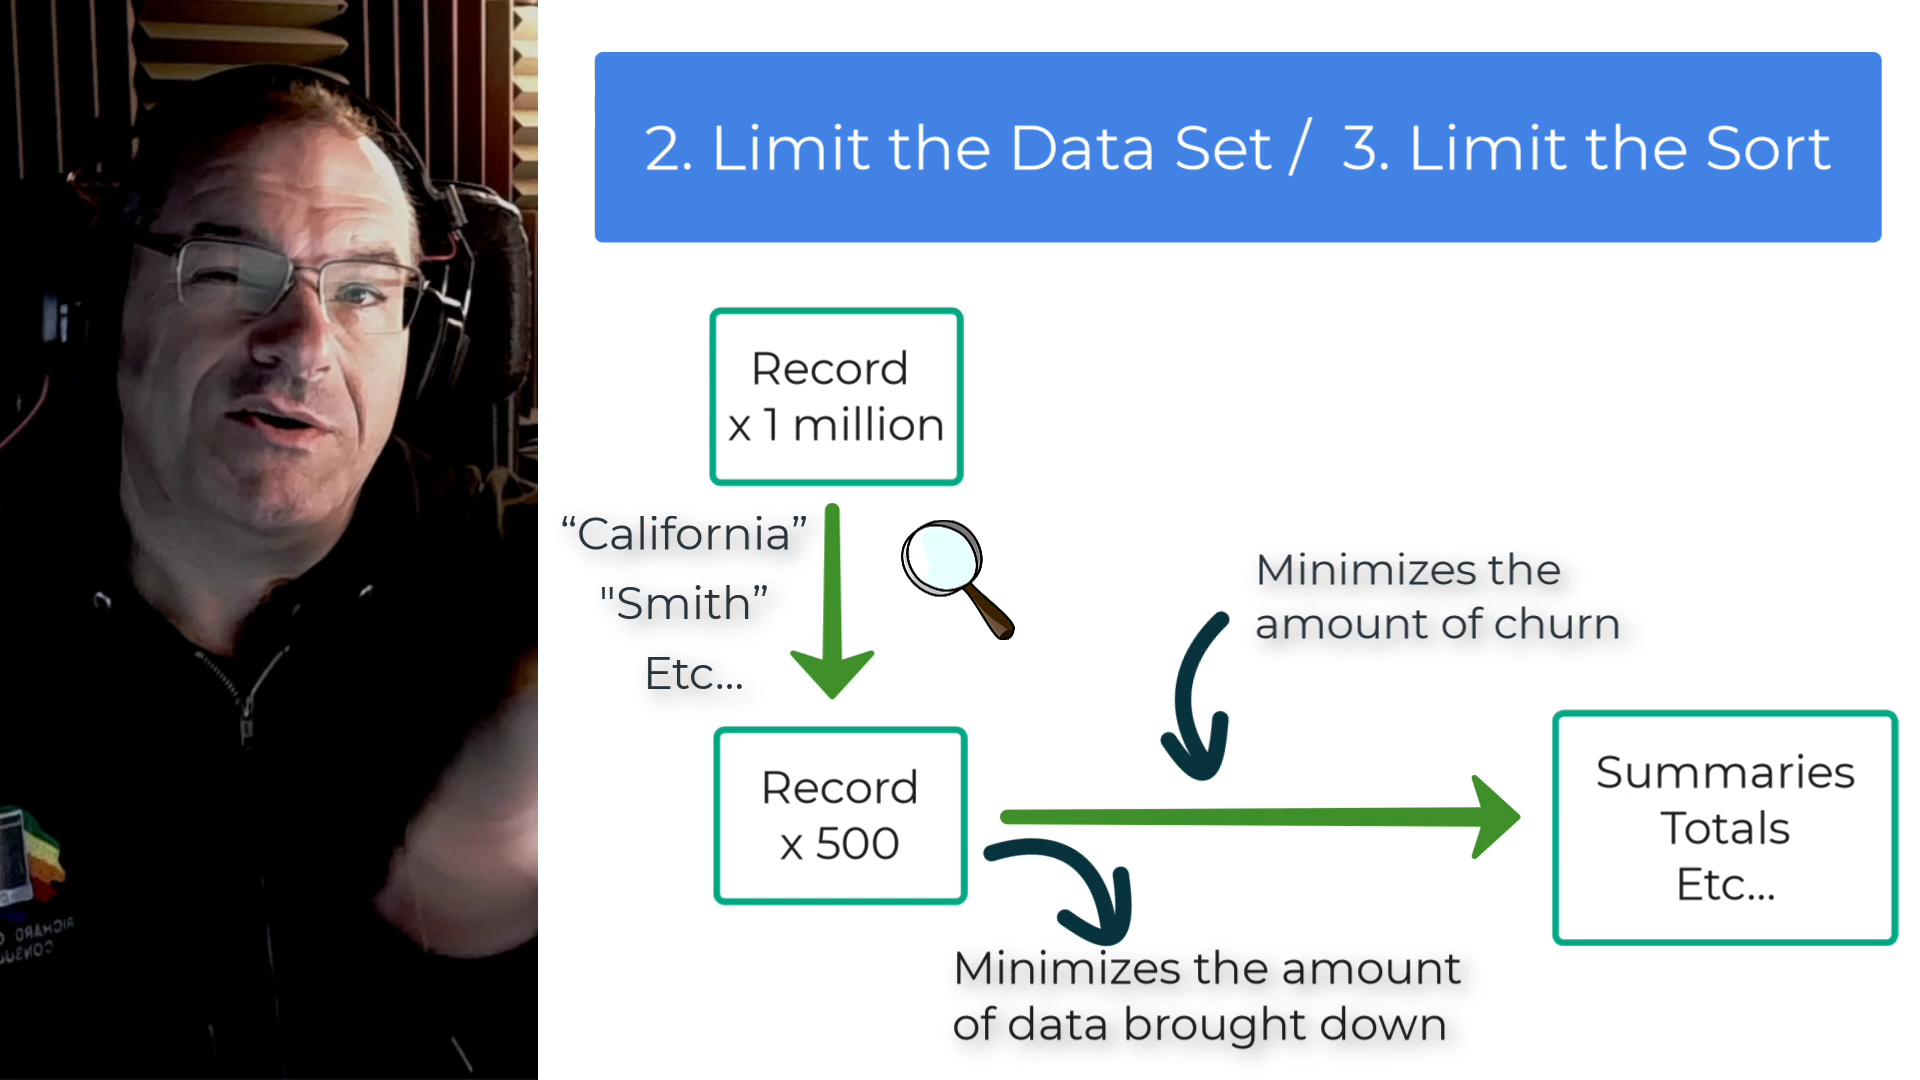 2. Limit the Data Set / 3. Limit the Sort
Record
x 1 million
“California”
"Smith”
Etc...
Minimizes the
amount of churn
Record
x 500
Summaries
Totals
Etc...
Minimizes the amount
of data brought down
RICHARD